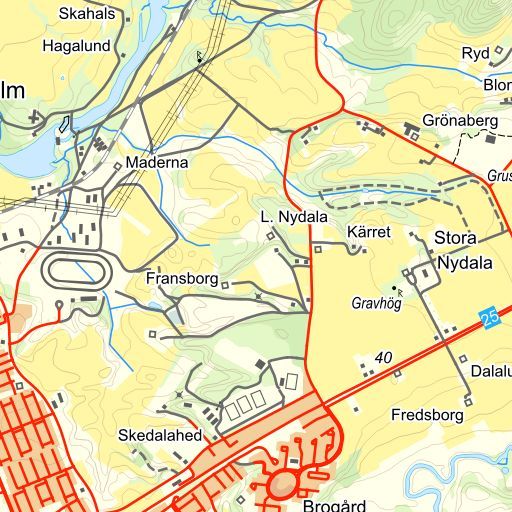 Skahals
Hagalund
Ryd
Blon
lm
Grönaberg
Maderna
Grus
L. Nydala
Kärret
Stora
Nydala
Fransborg
Gravhög
25
40
Dalalu
Fredsborg
Skedalahed
Brogård